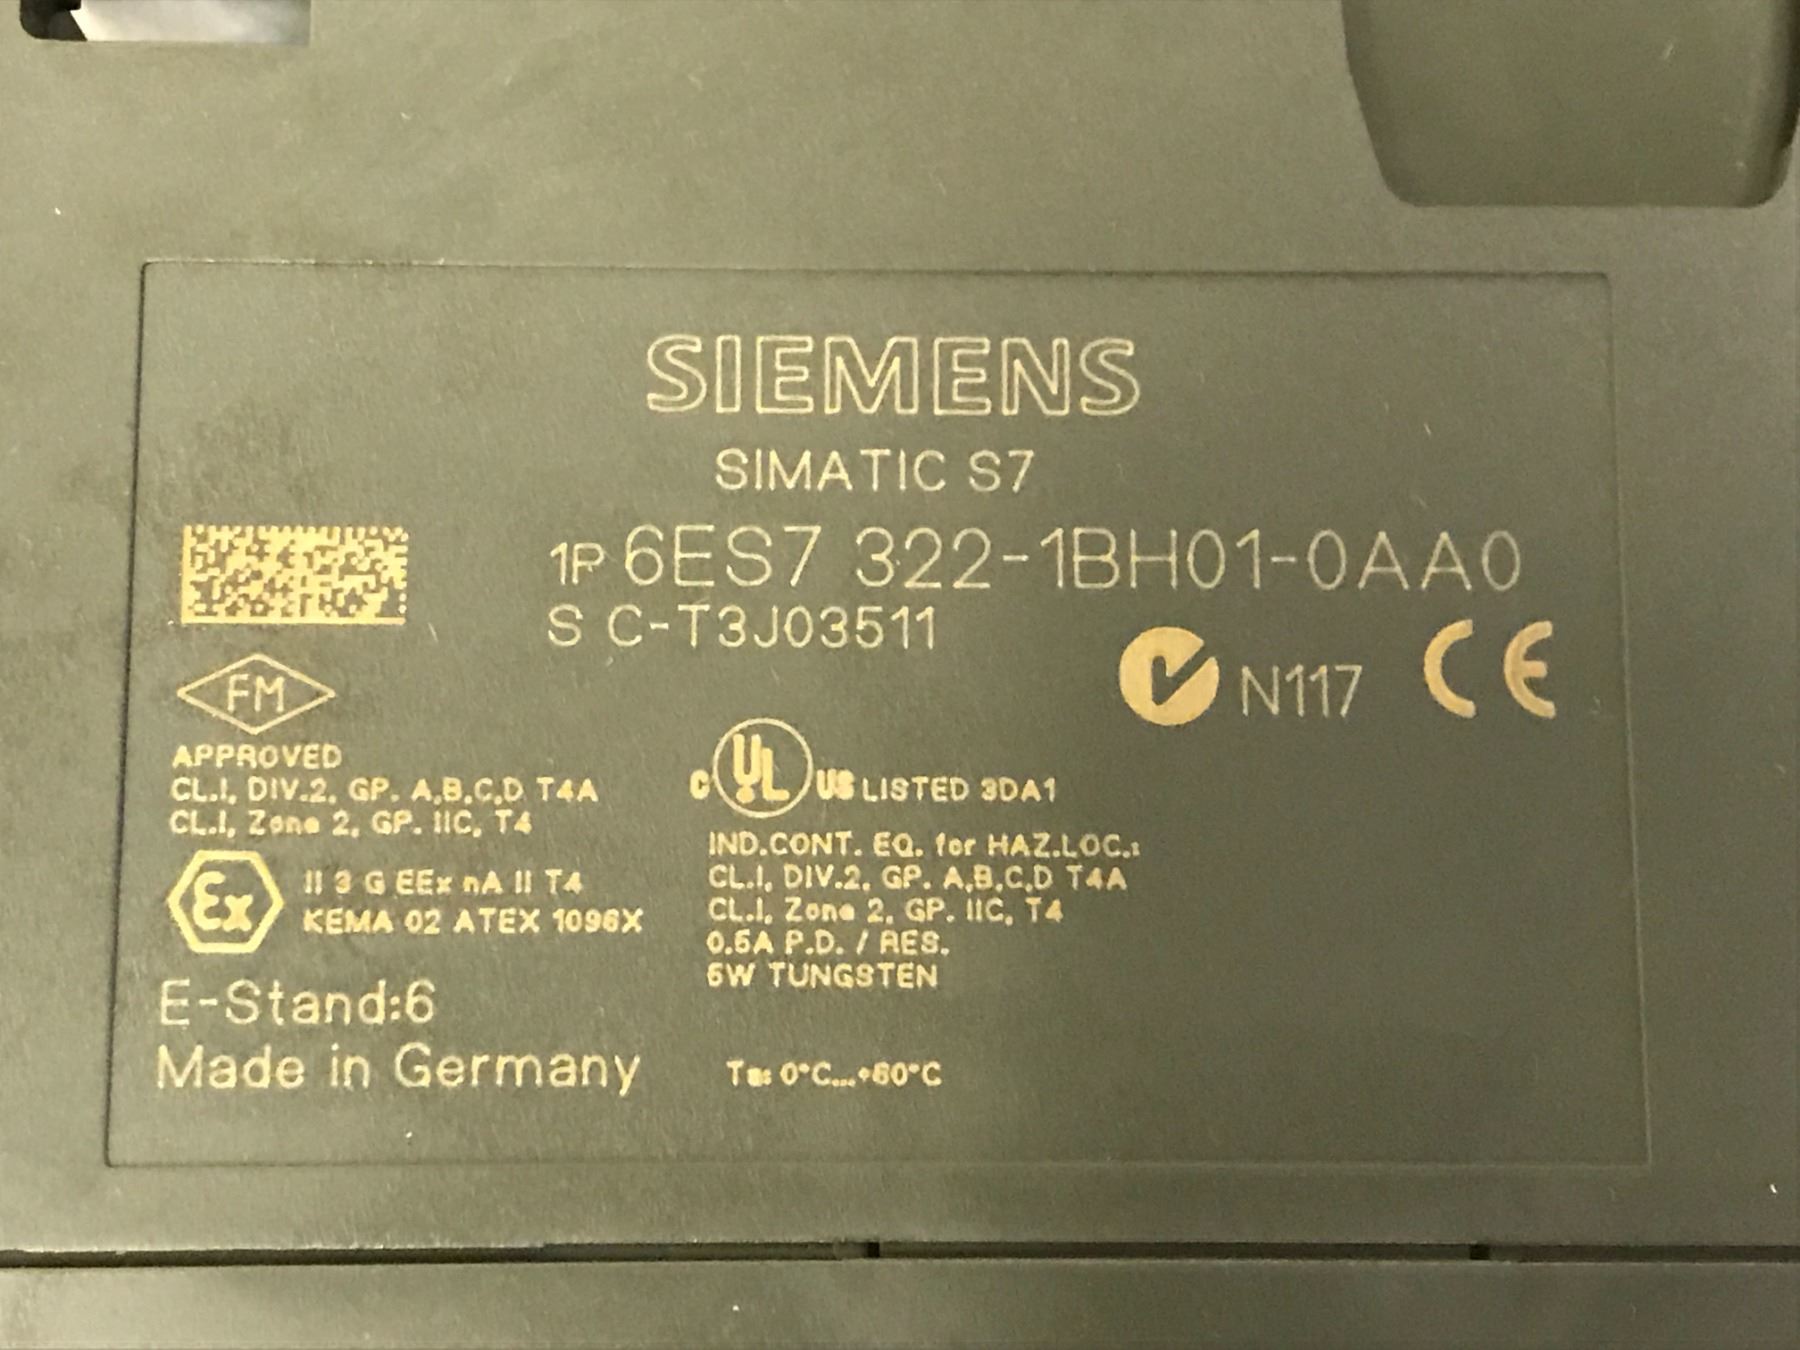 SIEMENS
SIMATIC S7
1P 6ES7 322-1BH01-0AA0
S C-T3J03511
N117 CE
FM
APPROVED
CL.I, DIV.2, GP. A,B,C,D T4A
CL.I, Zone 2, GP. IIC, T4
Ex II 3 G EEx nA II T4
KEMA 02 ATEX 1096X
C UL US LISTED 3DA1
IND.CONT. EQ. for HAZ.LOC.:
CL.I, DIV.2, GP. A,B,C,D T4A
CL.I, Zone 2, GP. IIC, T4
0.5A P.D. / RES.
5W TUNGSTEN
E-Stand:6
Made in Germany
Ta: 0°C...+60°C